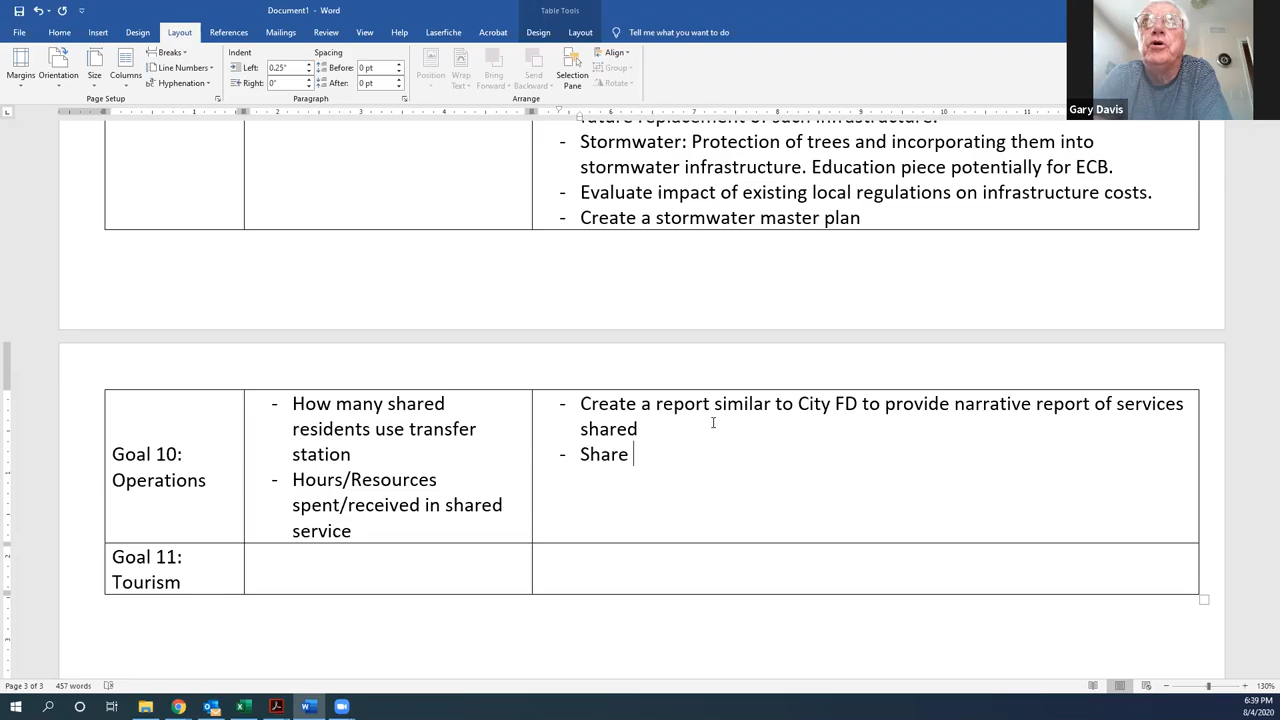 Document1 - Word
Table Tools
File Home Insert Design Layout References Mailings Review View Help Laserfiche Acrobat Design Layout Tell me what you want to do
Margins Orientation Size Columns
Breaks
Line Numbers
Hyphenation
Page Setup
Indent Spacing
Left: 0.25" Before: 0 pt
Right: 0" After: 0 pt
Paragraph
Position Wrap Text Bring Forward Send Backward Selection Pane
Align
Group
Rotate
Arrange
Gary Davis
future replacement of such infrastructure.
- Stormwater: Protection of trees and incorporating them into
stormwater infrastructure. Education piece potentially for ECB.
- Evaluate impact of existing local regulations on infrastructure costs.
- Create a stormwater master plan
Goal 10:
Operations
- How many shared
residents use transfer
station
- Hours/Resources
spent/received in shared
service
- Create a report similar to City FD to provide narrative report of services
shared
- Share
Goal 11:
Tourism
Page 3 of 3 457 words
130%
6:39 PM
8/4/2020